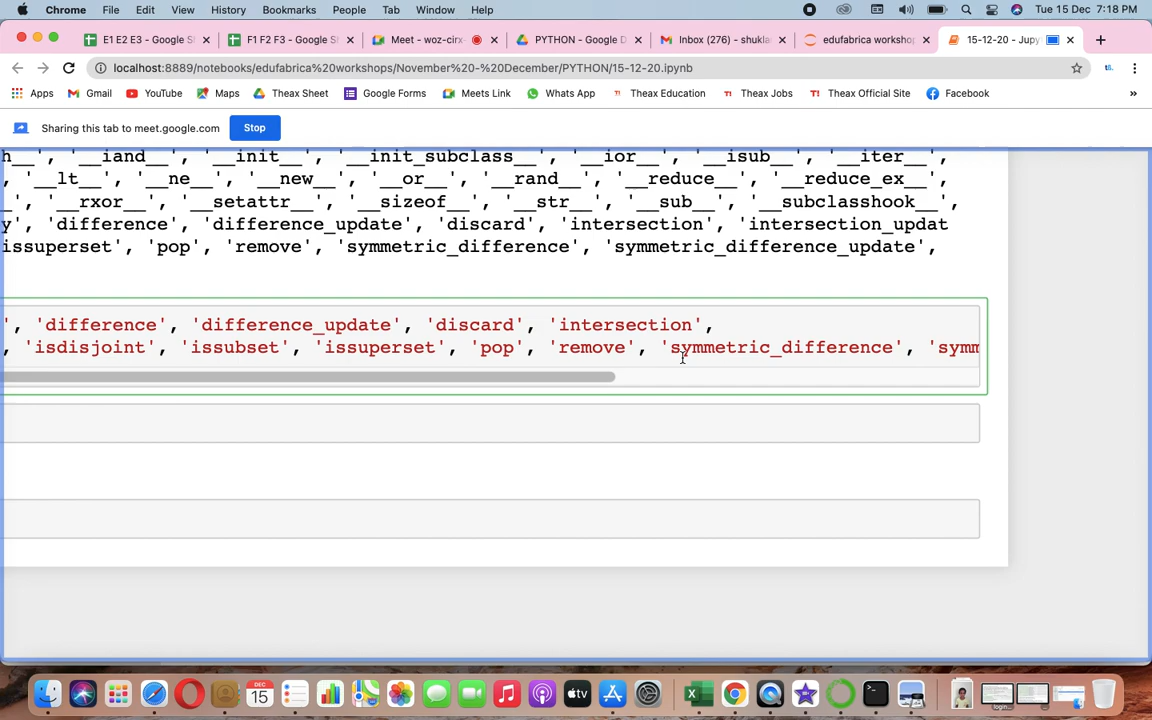 Chrome File Edit View History Bookmarks People Tab Window Help Tue 15 Dec 7:18 PM
E1 E2 E3 - Google S F1 F2 F3 - Google Sh Meet - woz-cirx- PYTHON - Google D Inbox (276) - shukla edufabrica worksho 15-12-20 - Jupy
localhost:8889/notebooks/edufabrica%20workshops/November%20-%20December/PYTHON/15-12-20.ipynb
Apps Gmail YouTube Maps Theax Sheet Google Forms Meets Link Whats App Theax Education Theax Jobs Theax Official Site Facebook »
Sharing this tab to meet.google.com Stop
h__', '__iand__', '__init__', '__init_subclass__', '__ior__', '__isub__', '__iter__',
, '__lt__', '__ne__', '__new__', '__or__', '__rand__', '__reduce__', '__reduce_ex__',
_', '__rxor__', '__setattr__', '__sizeof__', '__str__', '__sub__', '__subclasshook__',
y', 'difference', 'difference_update', 'discard', 'intersection', 'intersection_updat
issuperset', 'pop', 'remove', 'symmetric_difference', 'symmetric_difference_update',
', 'difference', 'difference_update', 'discard', 'intersection',
, 'isdisjoint', 'issubset', 'issuperset', 'pop', 'remove', 'symmetric_difference', 'symm
DEC
15
tv